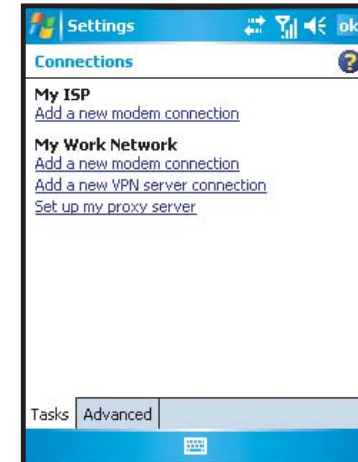 Settings
ok
Connections
?
My ISP
Add a new modem connection
My Work Network
Add a new modem connection
Add a new VPN server connection
Set up my proxy server
Tasks Advanced